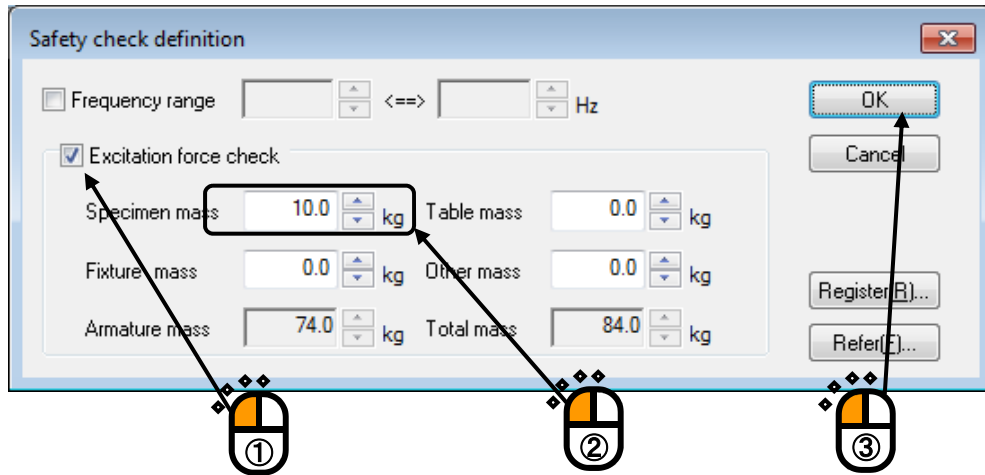 Safety check definition
Frequency range <==> Hz
OK
Excitation force check
Cancel
Specimen mass 10.0 kg Table mass 0.0 kg
Fixture mass 0.0 kg Other mass 0.0 kg
Register(R)...
Armature mass 74.0 kg Total mass 84.0 kg
Refer(F)...
① ② ③